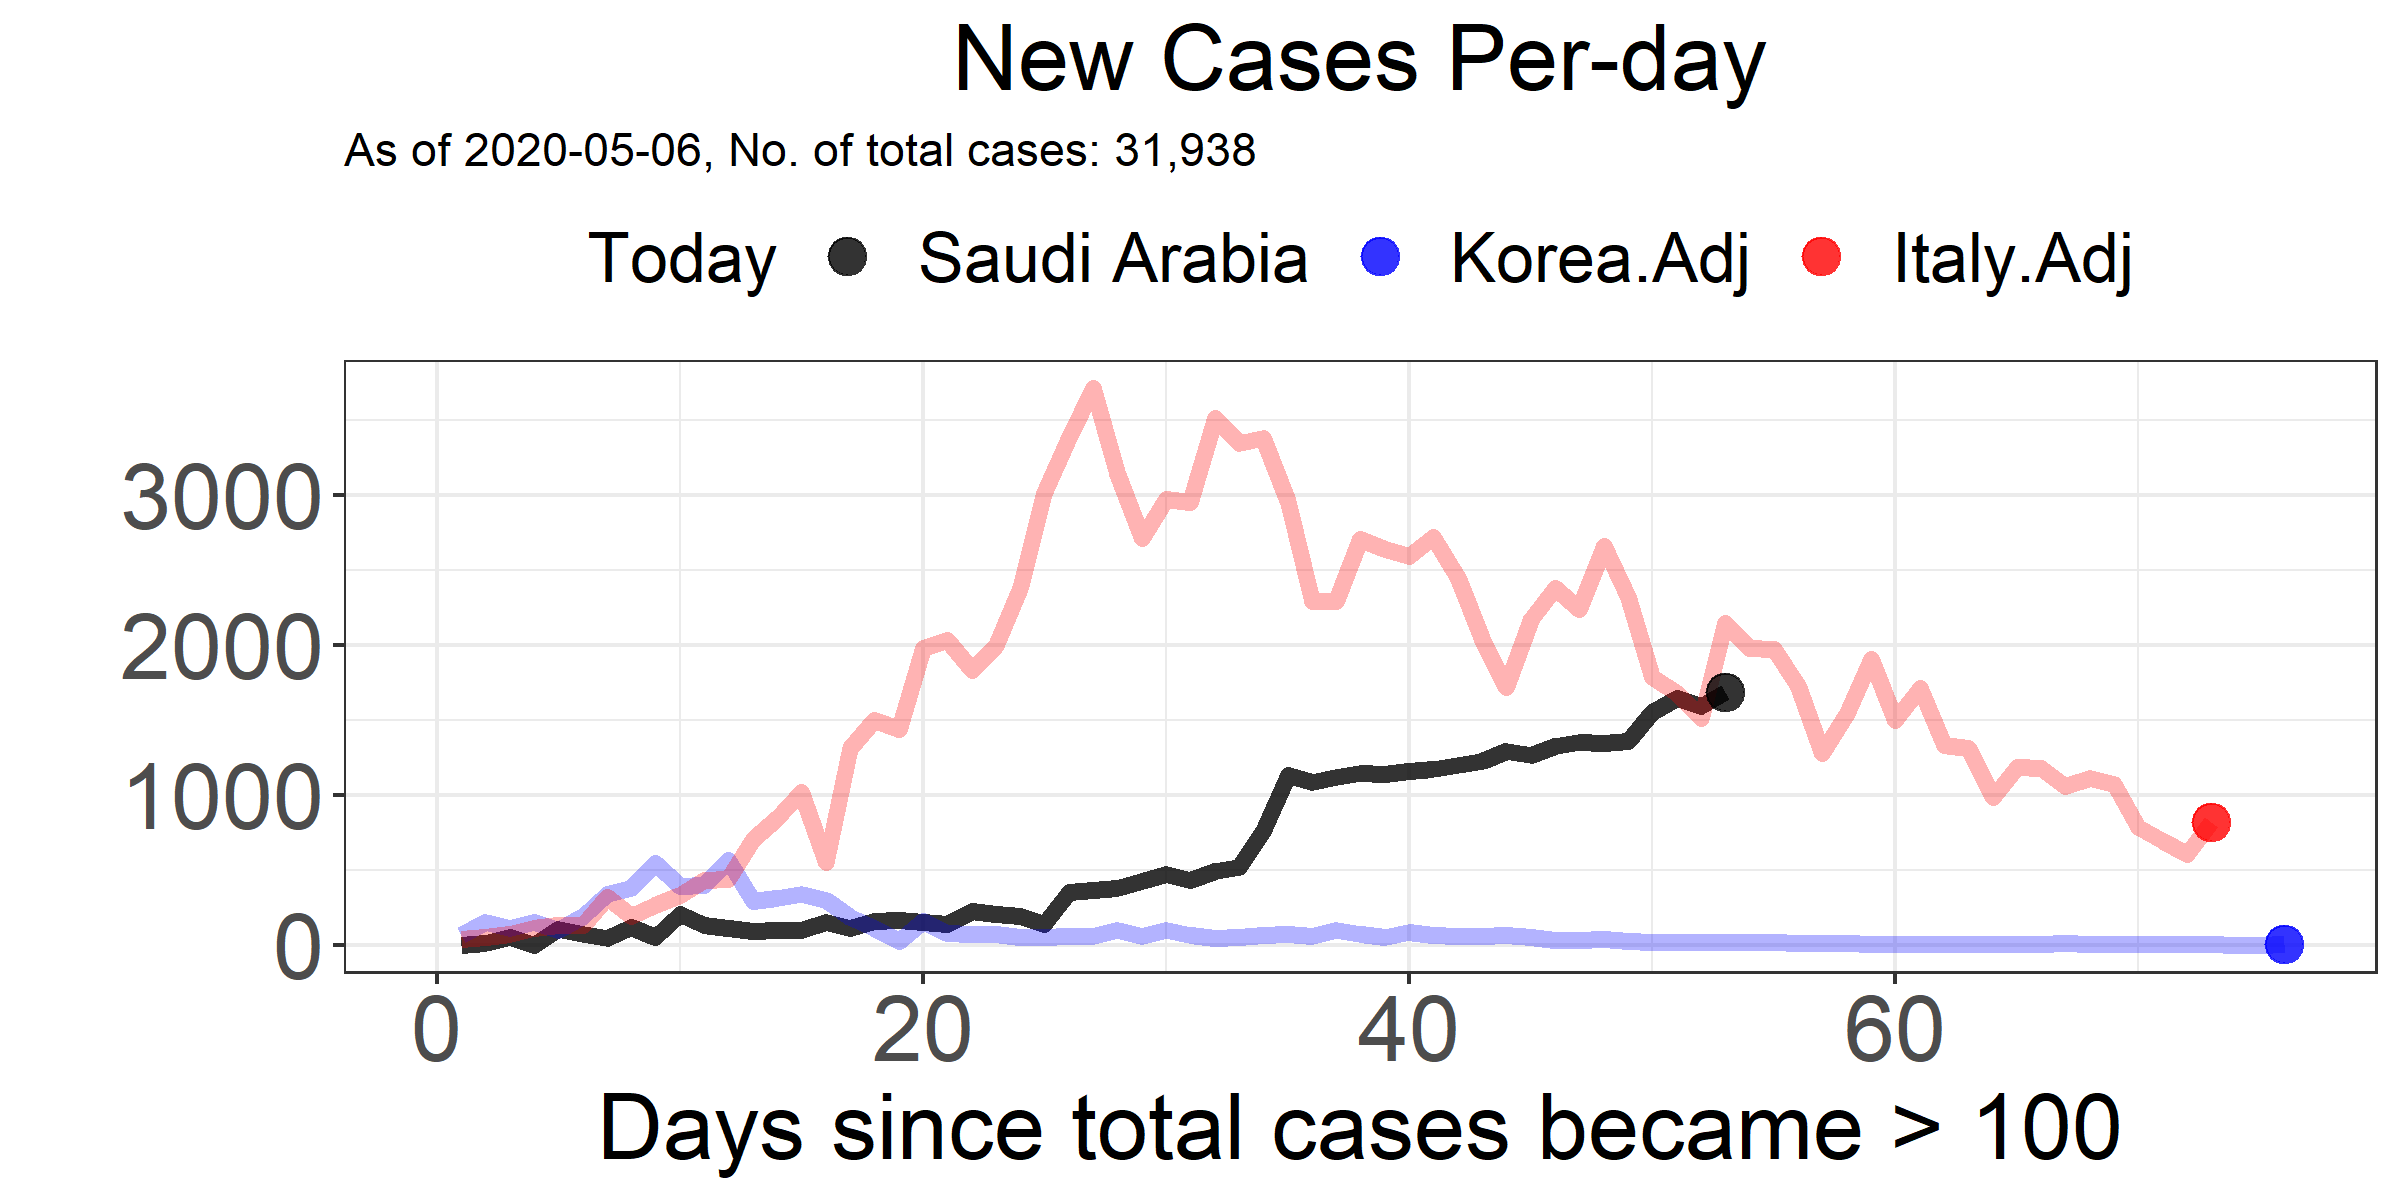 New Cases Per-day
As of 2020-05-06, No. of total cases: 31,938
Today Saudi Arabia Korea.Adj Italy.Adj
3000
2000
1000
0
0 20 40 60
Days since total cases became > 100